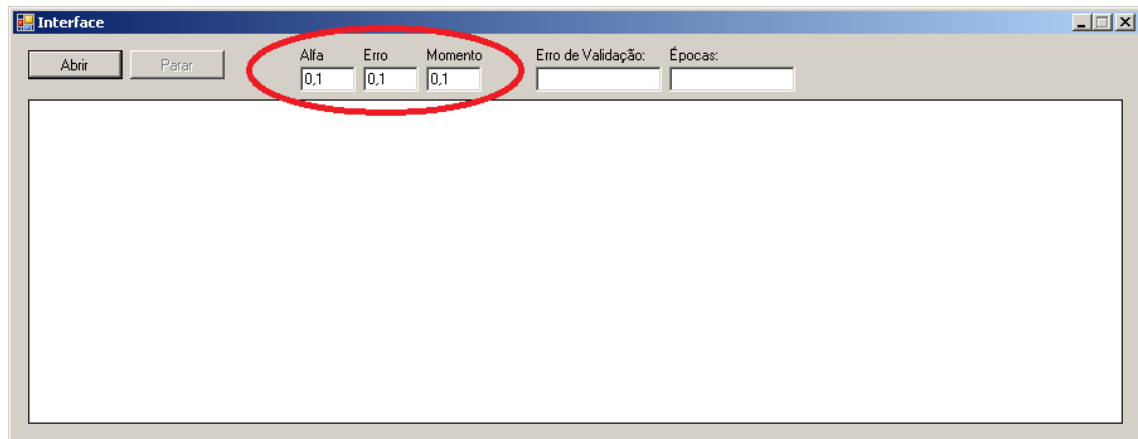 Interface
Abrir Parar Alfa Erro Momento Erro de Validação: Épocas:
0,1 0,1 0,1